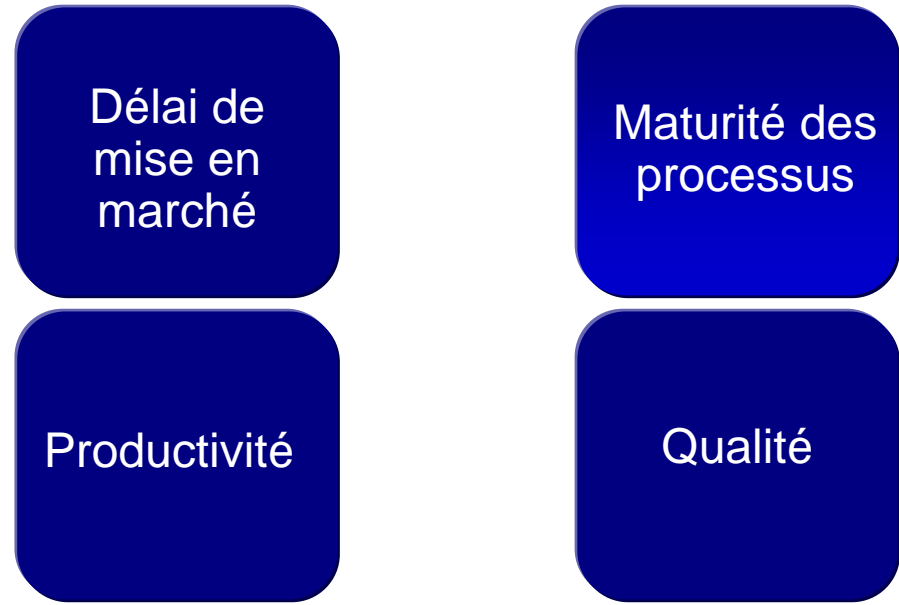 Délai de
mise en
marché
Maturité des
processus
Productivité
Qualité